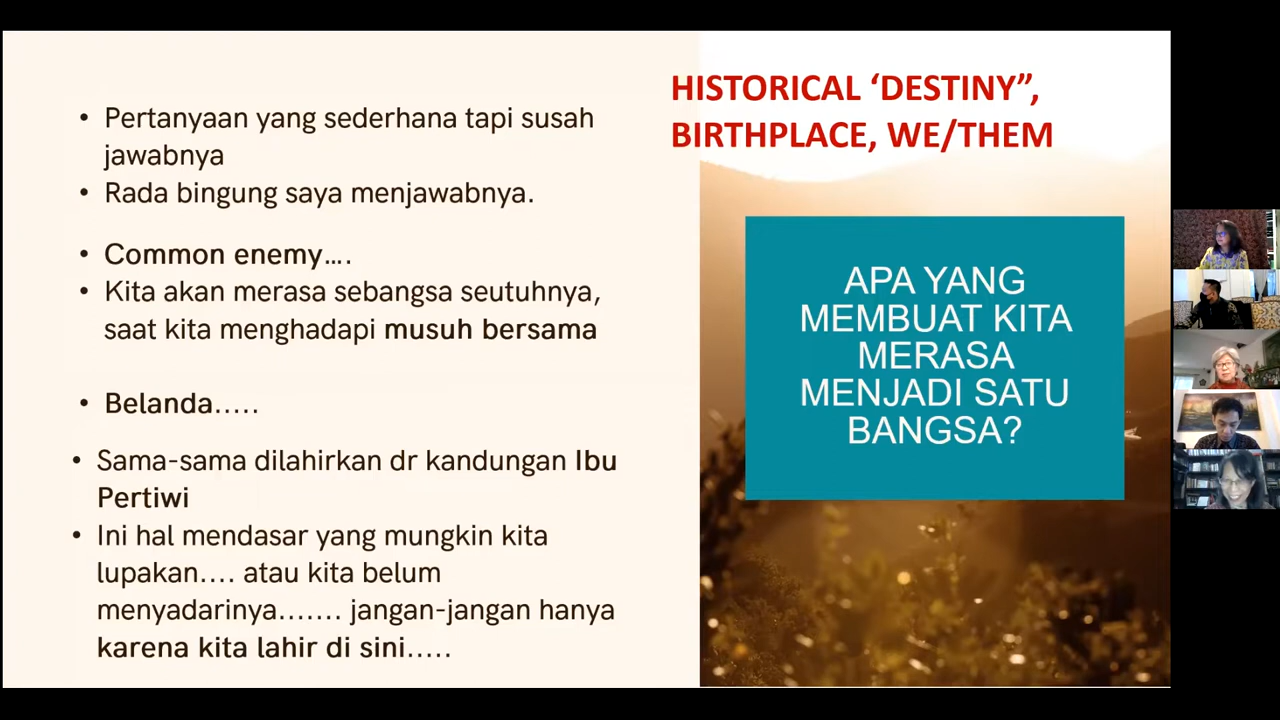 HISTORICAL ‘DESTINY”,
BIRTHPLACE, WE/THEM
• Pertanyaan yang sederhana tapi susah
jawabnya
• Rada bingung saya menjawabnya.
• Common enemy….
• Kita akan merasa sebangsa seutuhnya,
saat kita menghadapi musuh bersama
• Belanda…..
• Sama-sama dilahirkan dr kandungan Ibu
Pertiwi
• Ini hal mendasar yang mungkin kita
lupakan…. atau kita belum
menyadarinya……. jangan-jangan hanya
karena kita lahir di sini…..
APA YANG
MEMBUAT KITA
MERASA
MENJADI SATU
BANGSA?